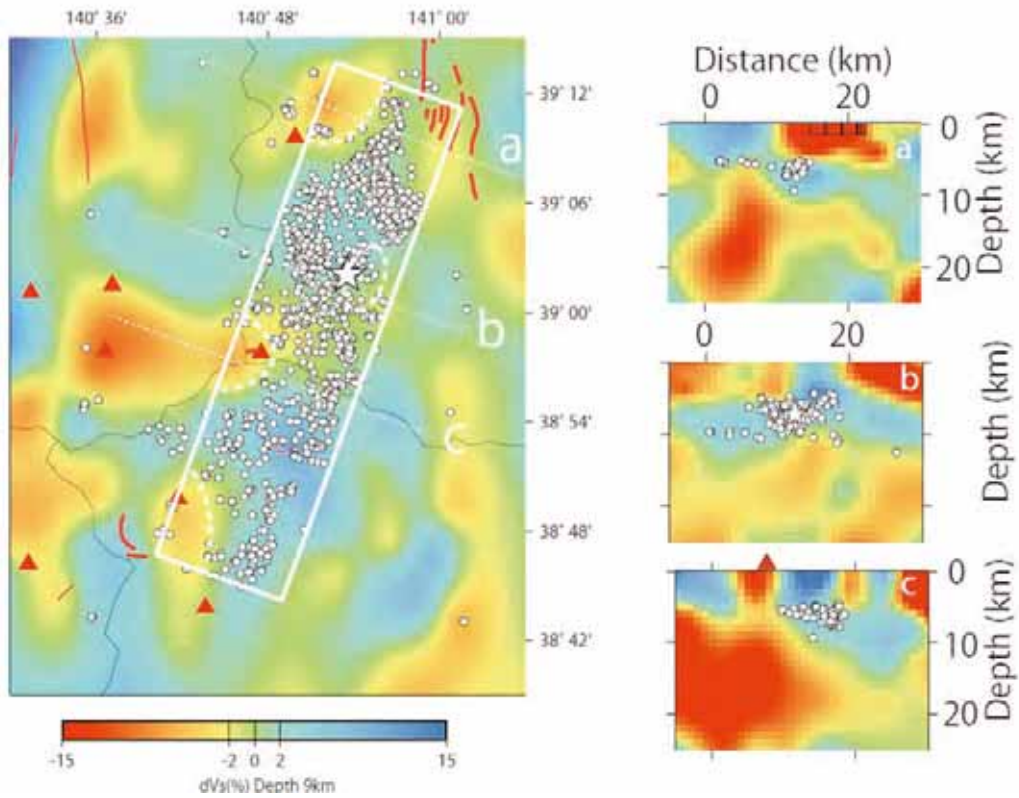 140° 36'
140° 48'
141° 00'
39° 12'
39° 06'
39° 00'
38° 54'
38° 48'
38° 42'
a
b
c
-15
-2
0
2
15
dVs(%) Depth 9km
Distance (km)
0
20
a
0
10
20
Depth (km)
0
20
b
Depth (km)
c
0
10
20
Depth (km)